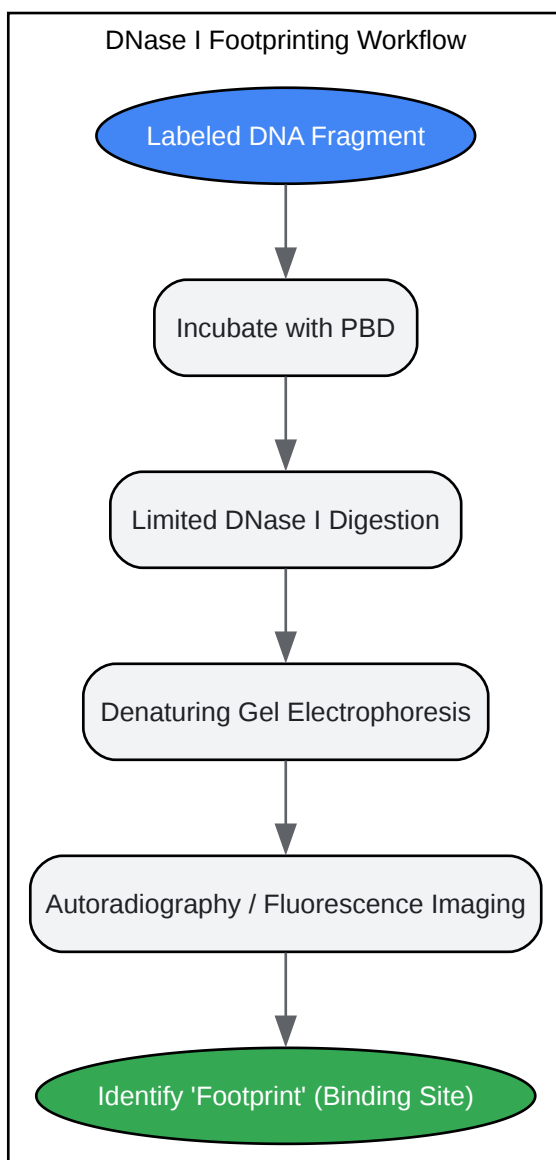 DNase I Footprinting Workflow
Labeled DNA Fragment
Incubate with PBD
Limited DNase I Digestion
Denaturing Gel Electrophoresis
Autoradiography / Fluorescence Imaging
Identify 'Footprint' (Binding Site)